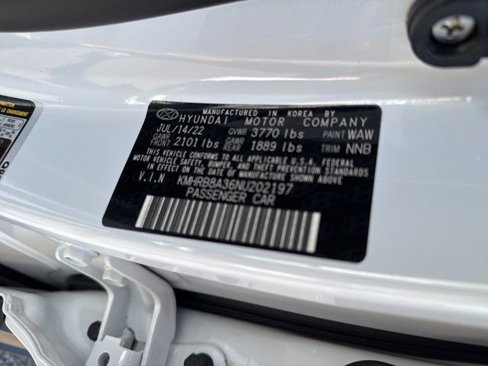 MANUFACTURED IN KOREA BY
HYUNDAI MOTOR COMPANY
JUL/14/22 GVWR 3770 lbs PAINT WAW
GAWR FRONT 2101 lbs GAWR REAR 1889 lbs TRIM NNB
THIS VEHICLE CONFORMS TO ALL APPLICABLE U.S.A. FEDERAL
MOTOR VEHICLE SAFETY, BUMPER, AND THEFT PREVENTION STANDARDS
IN EFFECT ON THE DATE OF MANUFACTURE SHOWN ABOVE.
V.I.N KMHRB8A36NU202197
PASSENGER CAR